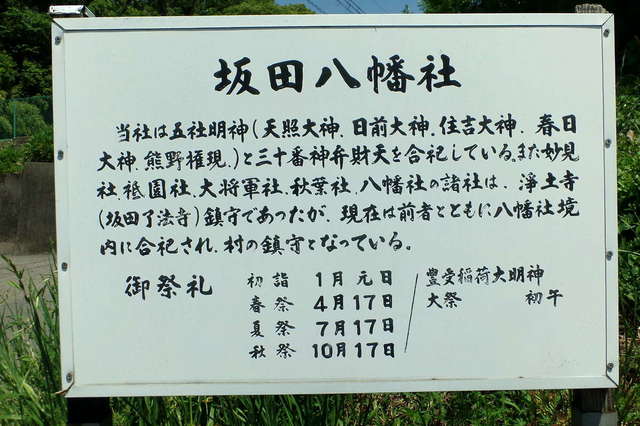 坂田八幡社
当社は五社明神(天照大神、日前大神、住吉大神、春日
大神、熊野権現、)と三十番神弁財天を合祀している。また妙見
社、祗園社、大将軍社、秋葉社、八幡社の諸社は、浄土寺
(坂田了法寺)鎮守であったが、現在は前者とともに八幡社境
内に合祀され、村の鎮守となっている。
御祭礼
初詣 1月元日
春祭 4月17日
夏祭 7月17日
秋祭 10月17日
豊受稲荷大明神
大祭 初午